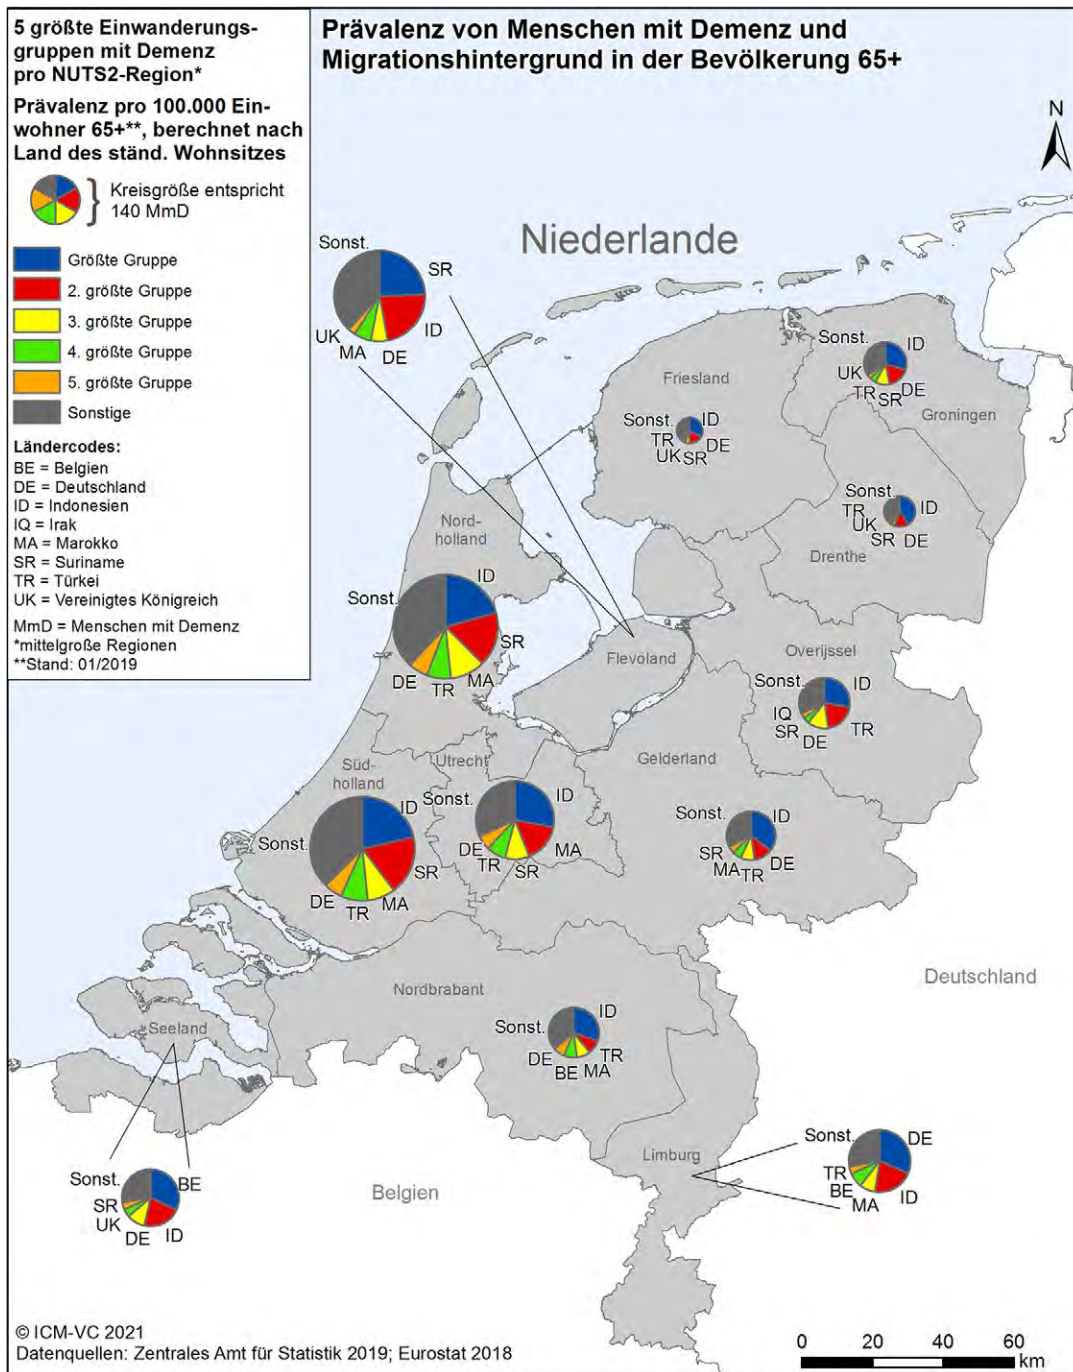 5 größte Einwanderungs-
gruppen mit Demenz
pro NUTS2-Region*
Prävalenz pro 100.000 Ein-
wohner 65+**, berechnet nach
Land des ständ. Wohnsitzes
Kreisgröße entspricht
140 MmD
Größte Gruppe
2. größte Gruppe
3. größte Gruppe
4. größte Gruppe
5. größte Gruppe
Sonstige
Ländercodes:
BE = Belgien
DE = Deutschland
ID = Indonesien
IQ = Irak
MA = Marokko
SR = Suriname
TR = Türkei
UK = Vereinigtes Königreich
MmD = Menschen mit Demenz
*mittelgroße Regionen
**Stand: 01/2019
Prävalenz von Menschen mit Demenz und
Migrationshintergrund in der Bevölkerung 65+
N
Niederlande
Sonst.
SR
ID
DE
MA
UK
Friesland
Sonst.
ID
DE
SR
UK
TR
Sonst.
ID
DE
SR
TR
UK
Groningen
Sonst.
ID
DE
SR
UK
TR
Drenthe
Nord-
holland
Sonst.
ID
SR
MA
TR
DE
Flevoland
Overijssel
Sonst.
ID
TR
DE
SR
IQ
Süd-
holland
Sonst.
ID
SR
MA
TR
DE
Utrecht
Sonst.
ID
MA
SR
TR
DE
Gelderland
Sonst.
ID
DE
TR
MA
SR
Nordbrabant
Sonst.
ID
TR
MA
BE
DE
Seeland
Sonst.
BE
ID
DE
UK
SR
Limburg
Sonst.
DE
ID
MA
BE
TR
Deutschland
Belgien
© ICM-VC 2021
Datenquellen: Zentrales Amt für Statistik 2019; Eurostat 2018
0 20 40 60
km